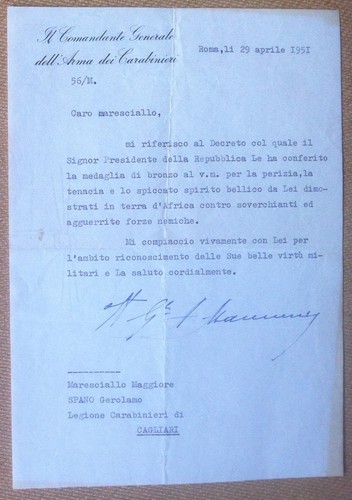 Il Comandante Generale
dell'Arma dei Carabinieri
Roma,li 29 aprile 1951
56/M.
Caro maresciallo,
mi riferisco al Decreto col quale il
Signor Presidente della Repubblica Le ha conferito
la medaglia di bronzo al v.m. per la perizia,la
tenacia e lo spiccato spirito bellico da Lei dimo-
strati in terra d'Africa contro soverchianti ed
agguerrite forze nemiche.
Mi compiaccio vivamente con Lei per
l'ambito riconoscimento delle Sue belle virtù mi-
litari e La saluto cordialmente.
Maresciallo Maggiore
SPANO Gerolamo
Legione Carabinieri di
CAGLIARI